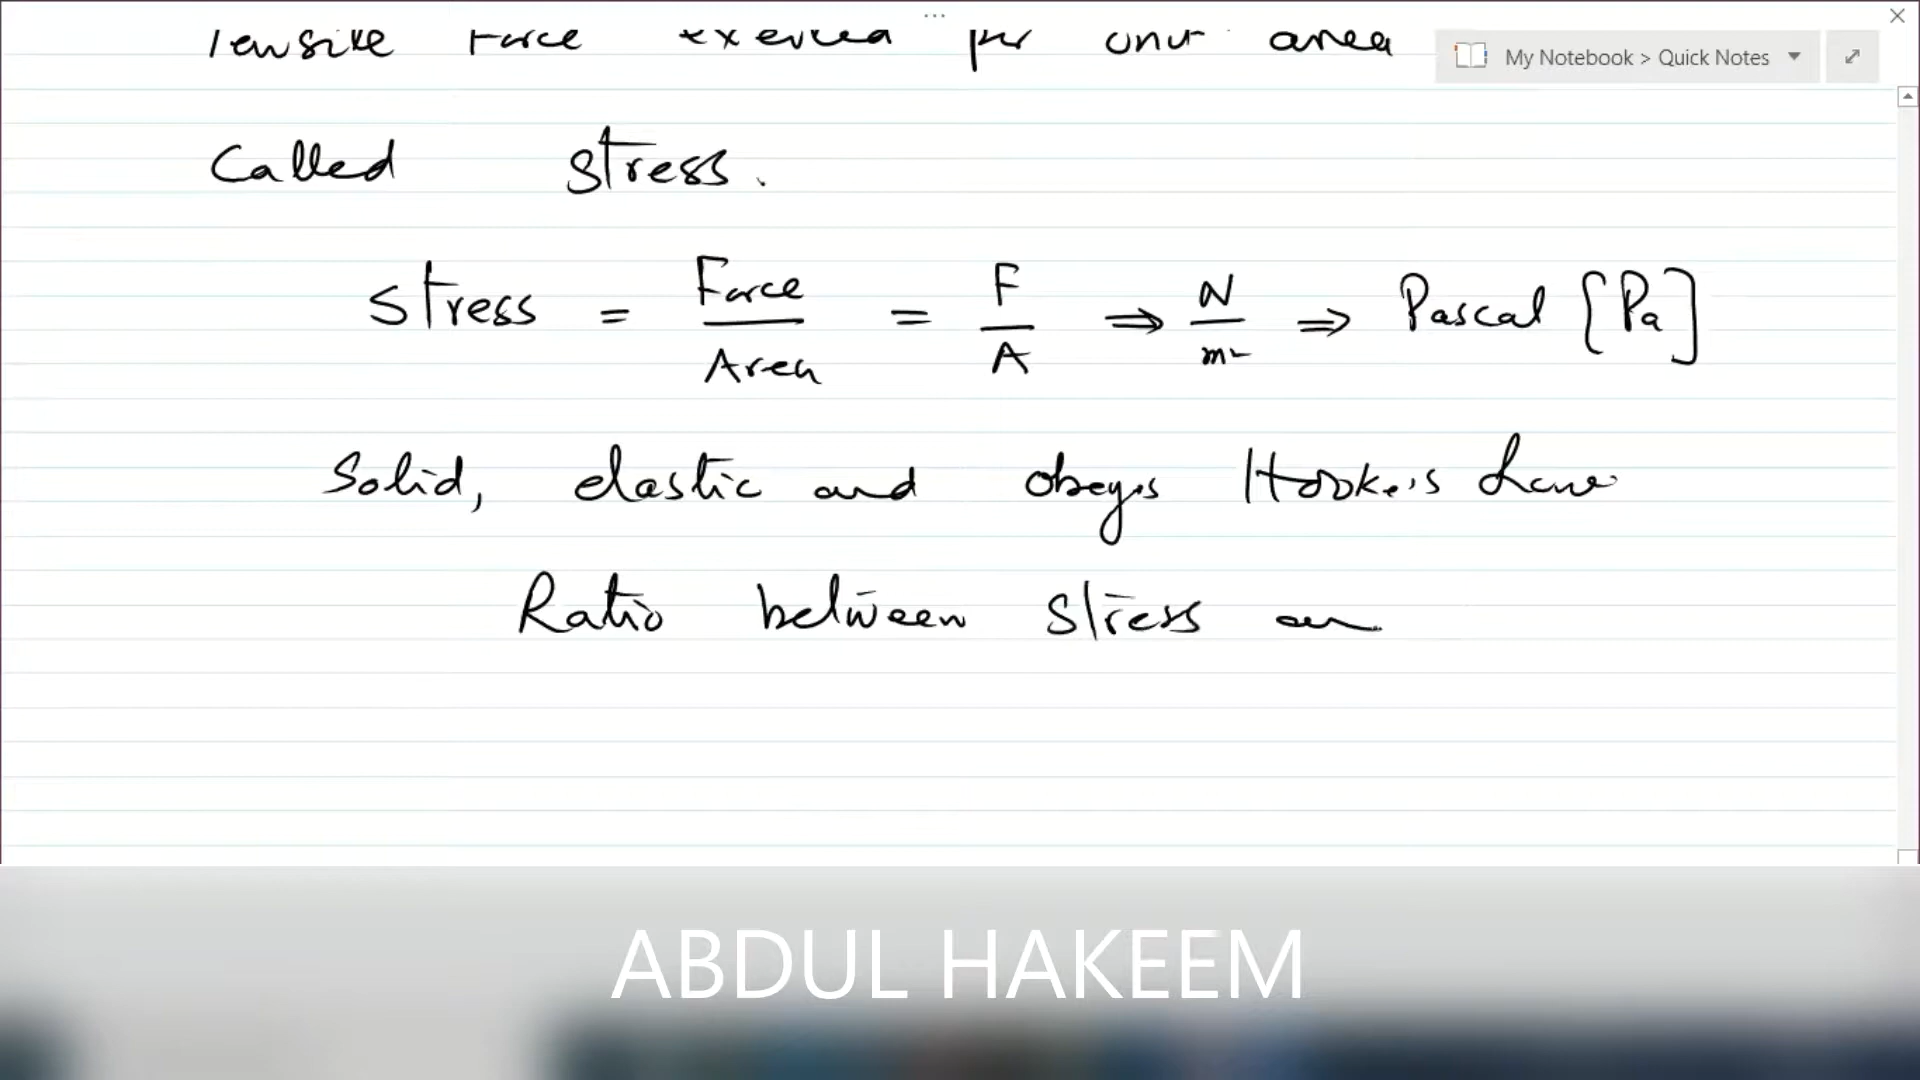 Tensile Force exerted per unit area
My Notebook > Quick Notes
Called stress.
Stress = Force / Area = F / A ⇒ N / m² ⇒ Pascal [Pa]
Solid, elastic and obeys Hooke's Law
Ratio between stress an
ABDUL HAKEEM